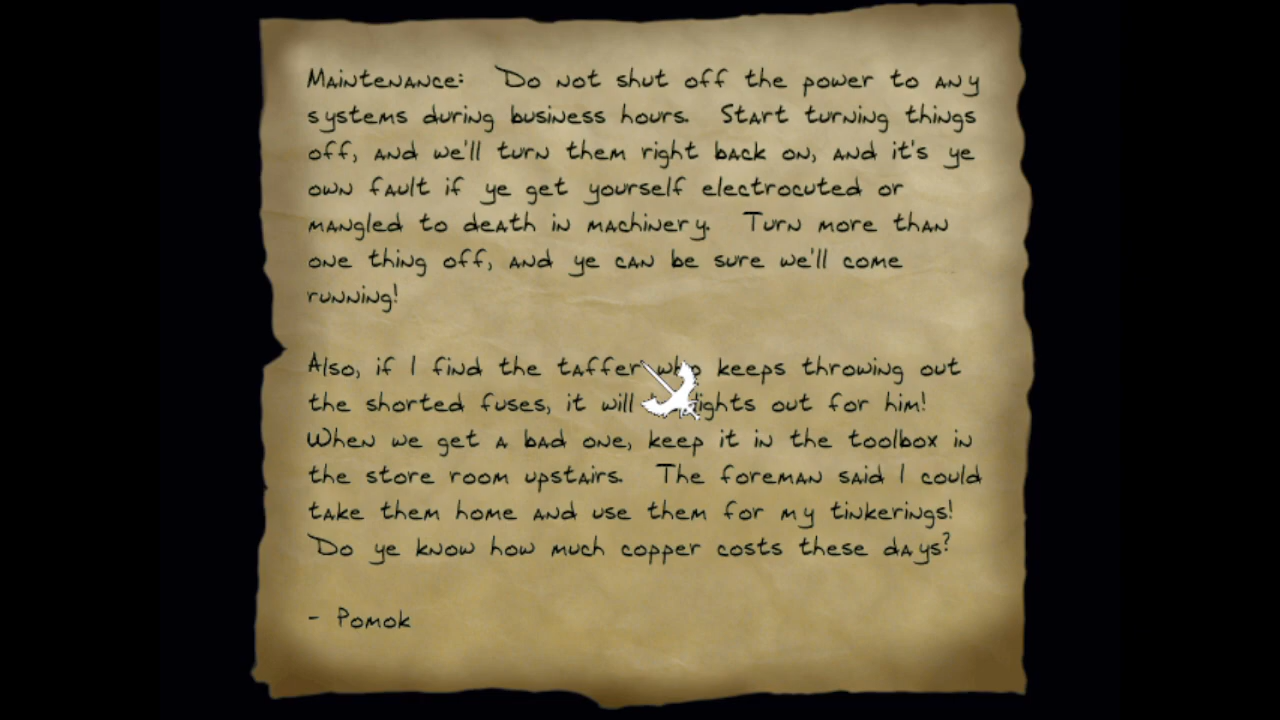 Maintenance: Do not shut off the power to any
systems during business hours. Start turning things
off, and we'll turn them right back on, and it's ye
own fault if ye get yourself electrocuted or
mangled to death in machinery. Turn more than
one thing off, and ye can be sure we'll come
running!
Also, if I find the taffer who keeps throwing out
the shorted fuses, it will lights out for him!
When we get a bad one, keep it in the toolbox in
the store room upstairs. The foreman said I could
take them home and use them for my tinkerings!
Do ye know how much copper costs these days?
- Pomok